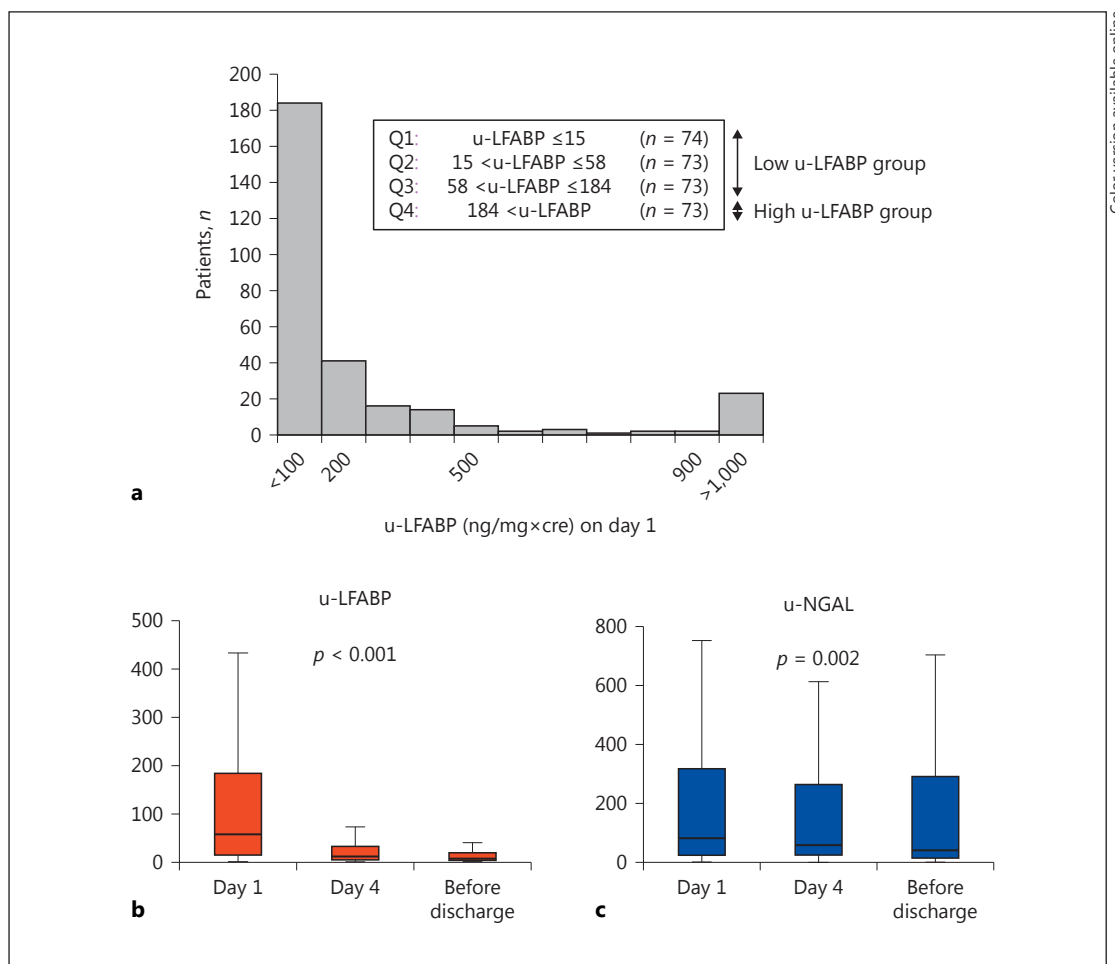 Color version available online
200
180
160
140
120
100
80
60
40
20
0
Patients, n
Q1: u-LFABP ≤15 (n = 74)
Q2: 15 <u-LFABP ≤58 (n = 73)
Q3: 58 <u-LFABP ≤184 (n = 73)
Q4: 184 <u-LFABP (n = 73)
Low u-LFABP group
High u-LFABP group
<100 200 500 900 >1,000
a
u-LFABP (ng/mg×cre) on day 1
u-LFABP
p < 0.001
500
400
300
200
100
0
Day 1 Day 4 Before
discharge
b
u-NGAL
p = 0.002
800
600
400
200
0
Day 1 Day 4 Before
discharge
c